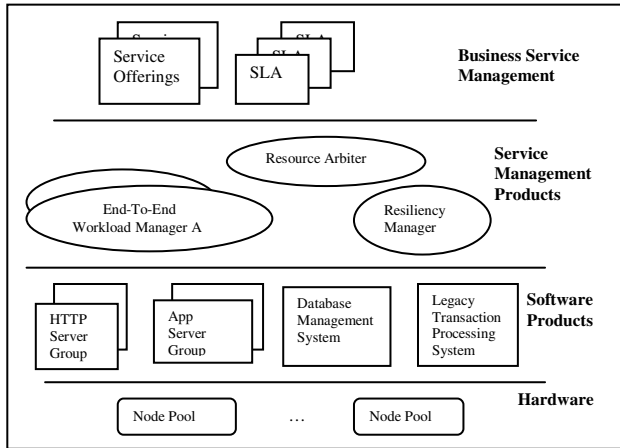 Service
Offerings
SLA
SLA
SLA
Business Service
Management
Resource Arbiter
Service
Management
Products
End-To-End
Workload Manager A
Resiliency
Manager
HTTP
Server
Group
App
Server
Group
Database
Management
System
Legacy
Transaction
Processing
System
Software
Products
Hardware
Node Pool
…
Node Pool